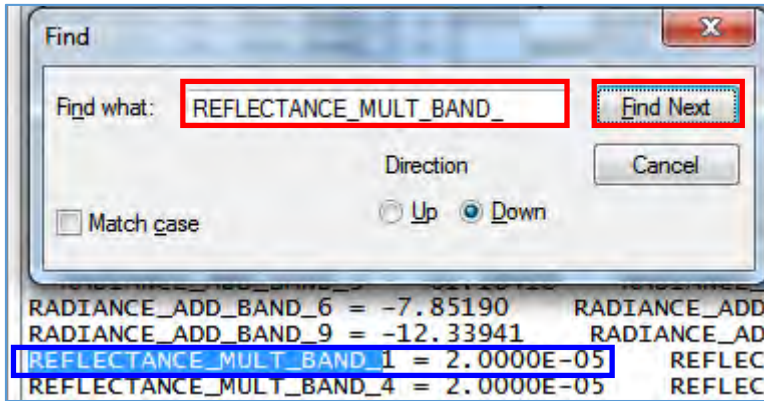 Find
Find what: REFLECTANCE_MULT_BAND_ Find Next
Direction Cancel
Match case Up Down
RADIANCE_ADD_BAND_6 = -7.85190 RADIANCE_ADD
RADIANCE_ADD_BAND_9 = -12.33941 RADIANCE_AD
REFLECTANCE_MULT_BAND_1 = 2.0000E-05 REFLEC
REFLECTANCE_MULT_BAND_4 = 2.0000E-05 REFLEC